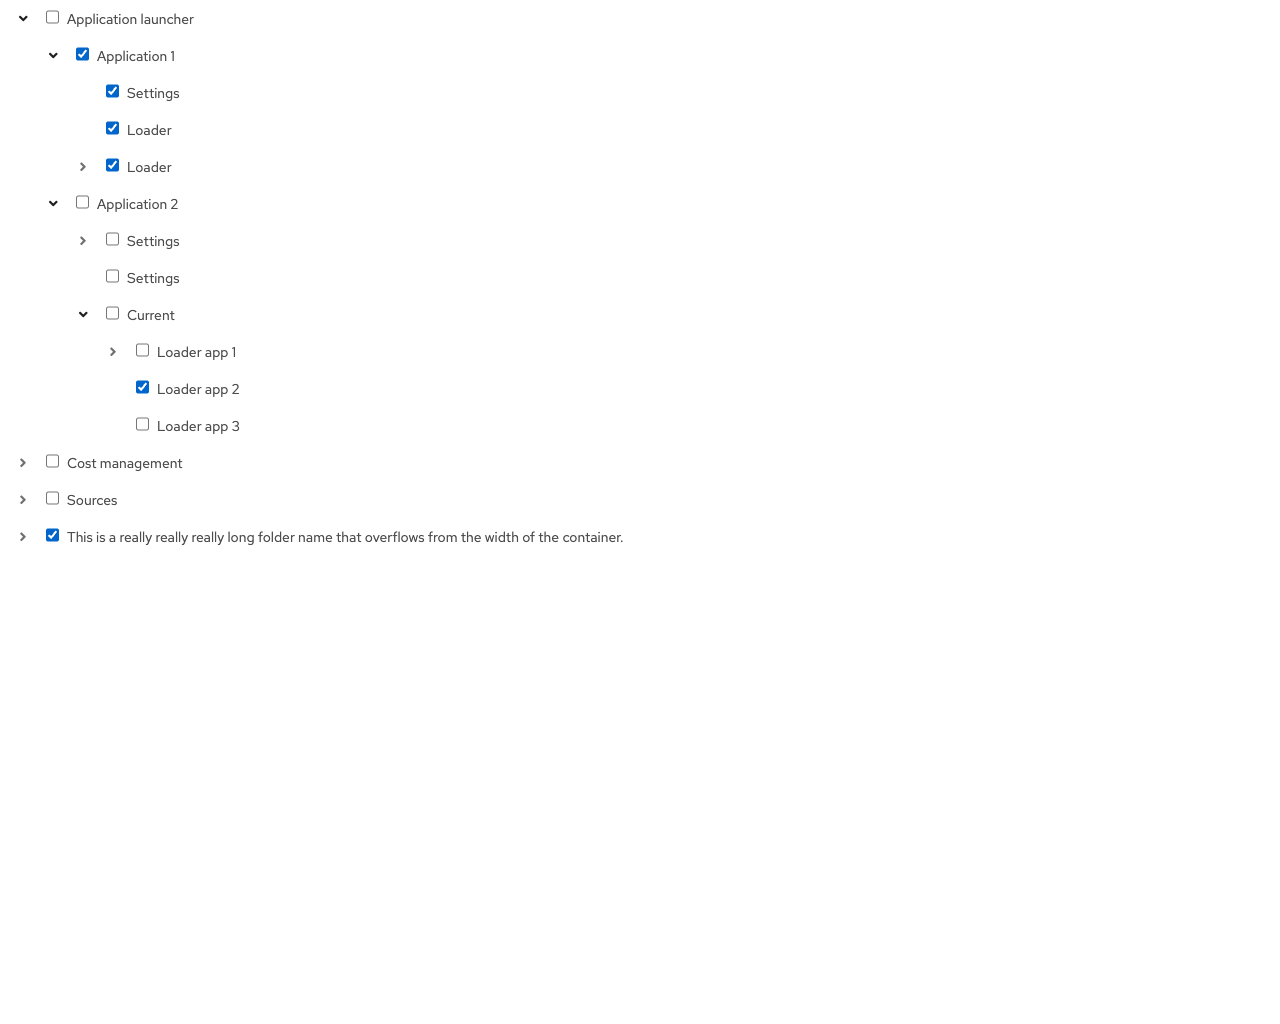 Application launcher
Application 1
Settings
Loader
Loader
Application 2
Settings
Settings
Current
Loader app 1
Loader app 2
Loader app 3
Cost management
Sources
This is a really really really long folder name that overflows from the width of the container.